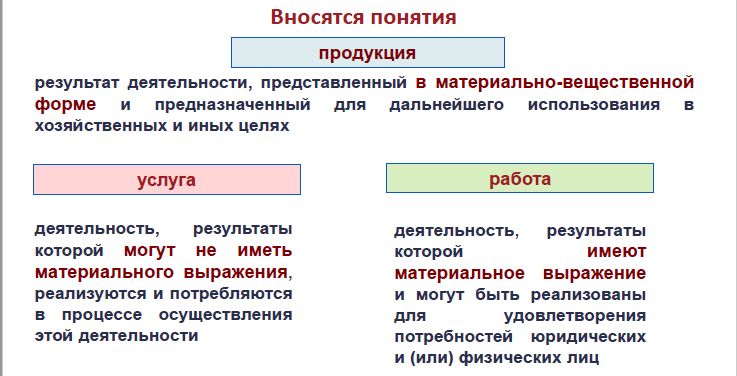 Вносятся понятия
продукция
результат деятельности, представленный в материально-вещественной
форме и предназначенный для дальнейшего использования в
хозяйственных и иных целях
услуга
деятельность, результаты
которой могут не иметь
материального выражения,
реализуются и потребляются
в процессе осуществления
этой деятельности
работа
деятельность, результаты
которой имеют
материальное выражение
и могут быть реализованы
для удовлетворения
потребностей юридических
и (или) физических лиц